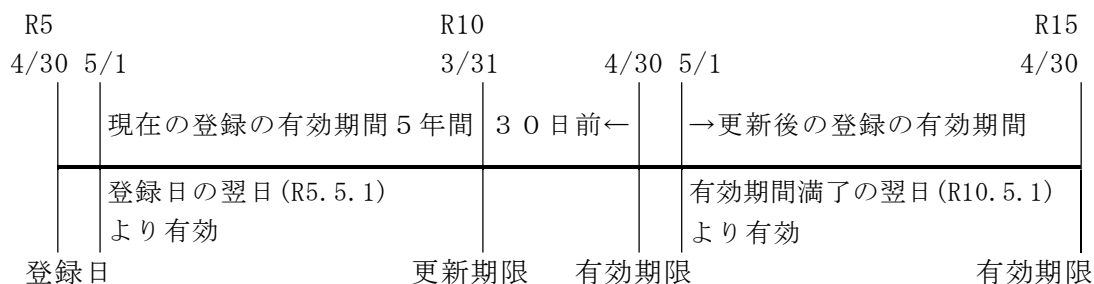 R5 R10 R15
4/30 5/1 3/31 4/30 5/1 4/30
現在の登録の有効期間５年間 ３０日前← →更新後の登録の有効期間
登録日の翌日(R5.5.1) 有効期間満了の翌日(R10.5.1)
より有効 より有効
登録日 更新期限 有効期限 有効期限